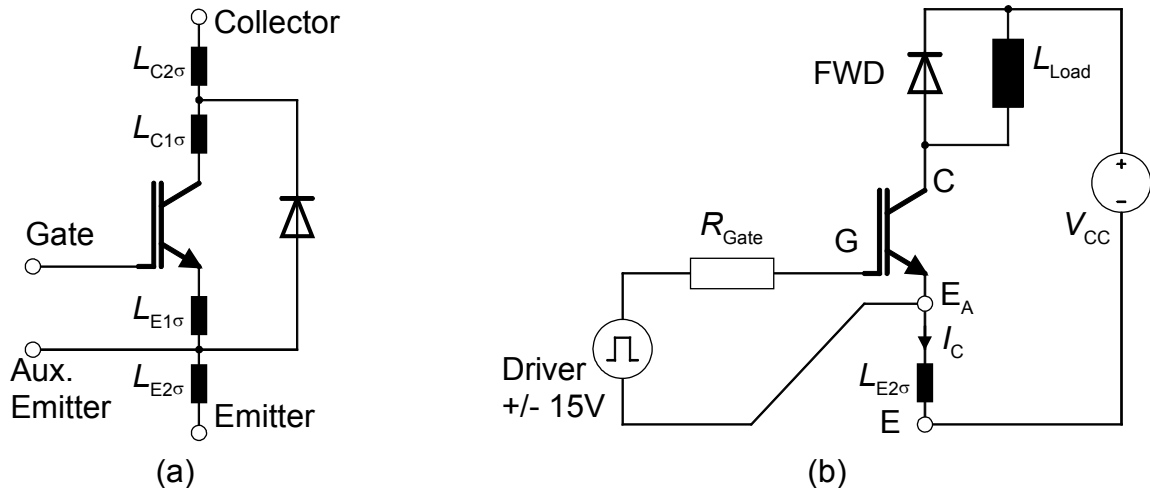 Collector
LC2σ
LC1σ
Gate
LE1σ
Aux.
Emitter
LE2σ
Emitter
(a)
FWD
LLoad
C
+
-
VCC
RGate
G
EA
IC
Driver
+/- 15V
LE2σ
E
(b)